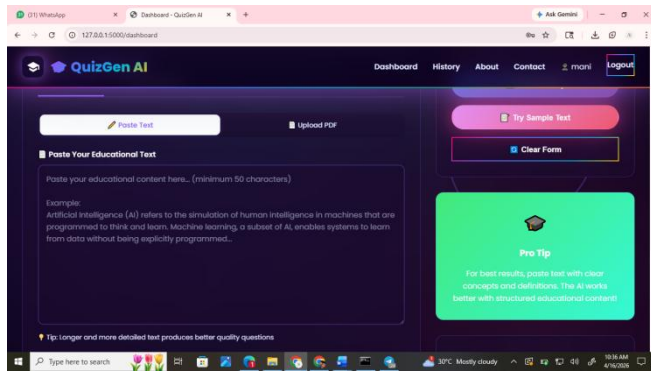 (31) WhatsApp
Dashboard - QuizGen AI
Ask Gemini
127.0.0.1:5000/dashboard
QuizGen AI
Dashboard History About Contact mani Logout
Paste Text
Upload PDF
Try Sample Text
Clear Form
Paste Your Educational Text
Paste your educational content here... (minimum 50 characters)
Example:
Artificial Intelligence (AI) refers to the simulation of human intelligence in machines that are
programmed to think and learn. Machine learning, a subset of AI, enables systems to learn
from data without being explicitly programmed...
Pro Tip
For best results, paste text with clear
concepts and definitions. The AI works
better with structured educational content!
Tip: Longer and more detailed text produces better quality questions
Type here to search
30°C Mostly cloudy
10:36 AM
4/16/2026